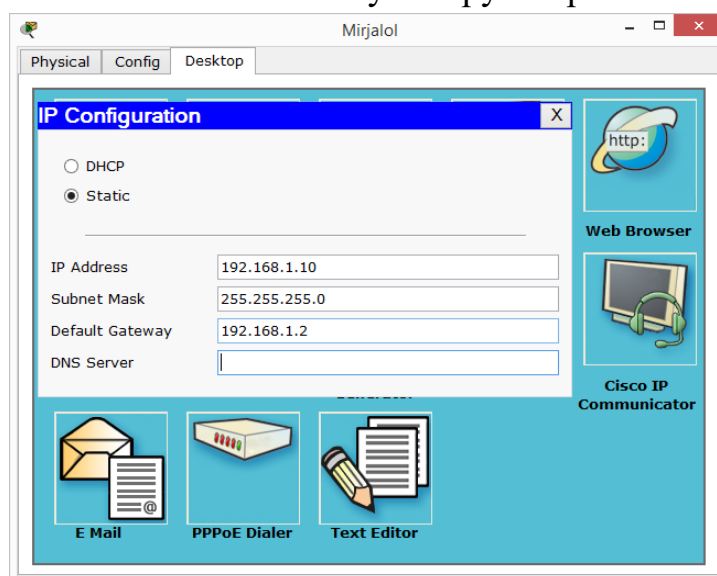 Mirjalol
Physical Config Desktop
IP Configuration X
http:
DHCP
Static
Web Browser
IP Address 192.168.1.10
Subnet Mask 255.255.255.0
Default Gateway 192.168.1.2
DNS Server
Cisco IP
Communicator
E Mail PPPoE Dialer Text Editor